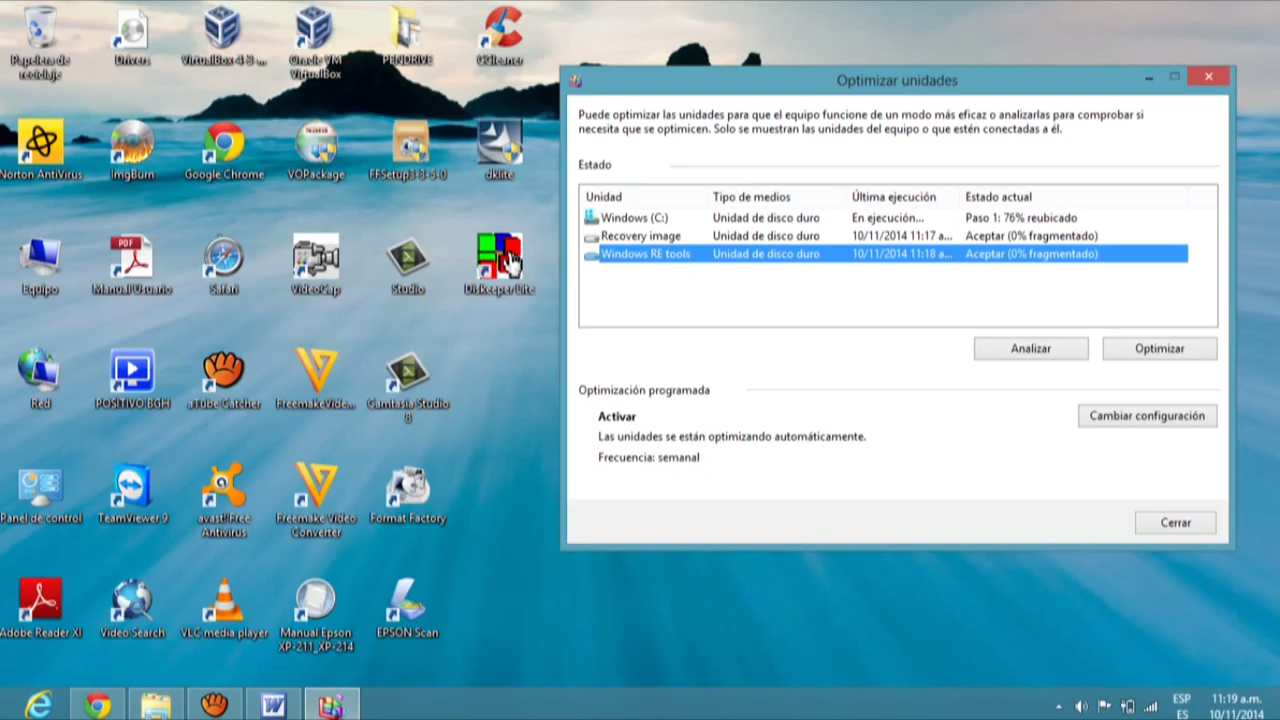 Papelera de
reciclaje
Drivers
VirtualBox 4-3-...
Oracle VM
VirtualBox
PENDRIVE
CCleaner
Norton AntiVirus
ImgBurn
Google Chrome
VOPackage
FFSetup3-3-5-0
dklite
Equipo
ManualUsuario
Safari
VideoCap
Studio
DisKeeper Lite
Red
POSITIVO BGH
aTube Catcher
FreemakeVide...
Camtasia Studio
8
Panel de control
TeamViewer 9
avast! Free
Antivirus
Freemake Video
Converter
Format Factory
Adobe Reader XI
Video Search
VLC media player
Manual Epson
XP-211_XP-214
EPSON Scan
Optimizar unidades
Puede optimizar las unidades para que el equipo funcione de un modo más eficaz o analizarlas para comprobar si
necesita que se optimicen. Solo se muestran las unidades del equipo o que estén conectadas a él.
Estado
Unidad Tipo de medios Última ejecución Estado actual
Windows (C:) Unidad de disco duro En ejecución... Paso 1: 76% reubicado
Recovery image Unidad de disco duro 10/11/2014 11:17 a... Aceptar (0% fragmentado)
Windows RE tools Unidad de disco duro 10/11/2014 11:18 a... Aceptar (0% fragmentado)
Analizar Optimizar
Optimización programada
Activar
Cambiar configuración
Las unidades se están optimizando automáticamente.
Frecuencia: semanal
Cerrar
ESP
ES
11:19 a.m.
10/11/2014